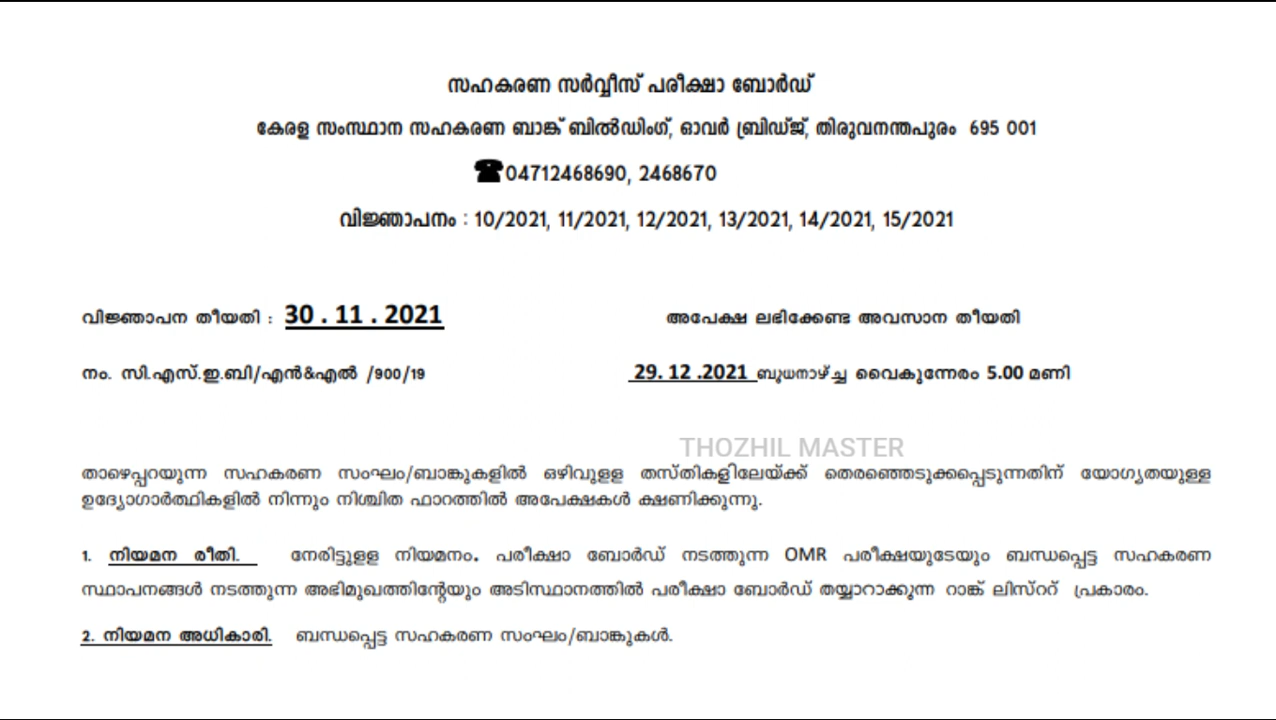 സഹകരണ സർവ്വീസ് പരീക്ഷാ ബോർഡ്
കേരള സംസ്ഥാന സഹകരണ ബാങ്ക് ബിൽഡിംഗ്, ഓവർ ബ്രിഡ്ജ്, തിരുവനന്തപുരം 695 001
☎04712468690, 2468670
വിജ്ഞാപനം : 10/2021, 11/2021, 12/2021, 13/2021, 14/2021, 15/2021
വിജ്ഞാപന തീയതി : 30 . 11 . 2021
അപേക്ഷ ലഭിക്കേണ്ട അവസാന തീയതി
നം. സി.എസ്.ഇ.ബി/എൻ&എൽ /900/19
29. 12 .2021 ബുധനാഴ്ച്ച വൈകുന്നേരം 5.00 മണി
THOZHIL MASTER
താഴെപ്പറയുന്ന സഹകരണ സംഘം/ബാങ്കുകളിൽ ഒഴിവുളള തസ്തികളിലേയ്ക്ക് തെരഞ്ഞെടുക്കപ്പെടുന്നതിന് യോഗ്യതയുള്ള
ഉദ്യോഗാർത്ഥികളിൽ നിന്നും നിശ്ചിത ഫാറത്തിൽ അപേക്ഷകൾ ക്ഷണിക്കുന്നു.
1. നിയമന രീതി. നേരിട്ടുളള നിയമനം. പരീക്ഷാ ബോർഡ് നടത്തുന്ന OMR പരീക്ഷയുടേയും ബന്ധപ്പെട്ട സഹകരണ
സ്ഥാപനങ്ങൾ നടത്തുന്ന അഭിമുഖത്തിന്റേയും അടിസ്ഥാനത്തിൽ പരീക്ഷാ ബോർഡ് തയ്യാറാക്കുന്ന റാങ്ക് ലിസ്ററ് പ്രകാരം.
2. നിയമന അധികാരി. ബന്ധപ്പെട്ട സഹകരണ സംഘം/ബാങ്കുകൾ.